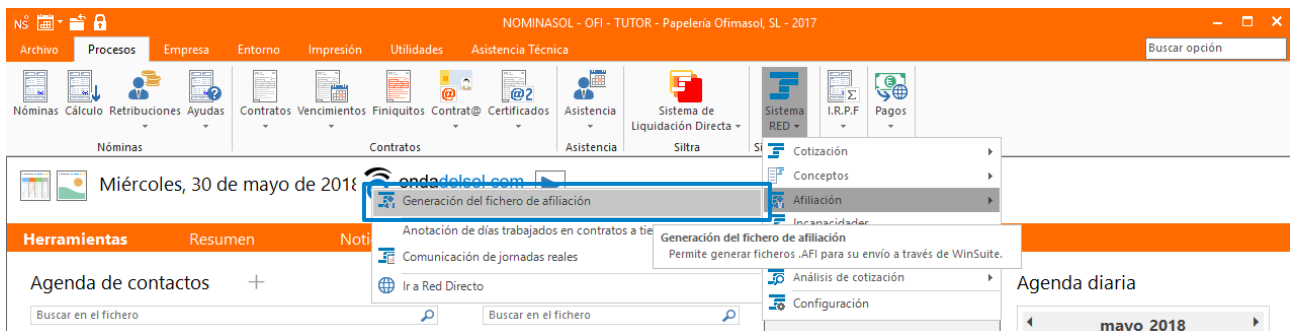 NOMINASOL - OFI - TUTOR - Papelería Ofimasol, SL - 2017
Archivo Procesos Empresa Entorno Impresión Utilidades Asistencia Técnica
Buscar opción
Nóminas Cálculo Retribuciones Ayudas Contratos Vencimientos Finiquitos Contrat@ Certificados Asistencia Sistema de Liquidación Directa Sistema RED I.R.P.F Pagos
Nóminas Contratos Asistencia Siltra
Cotización
Miércoles, 30 de mayo de 2018
ondadelsol.com
Conceptos
Generación del fichero de afiliación
Afiliación
Incapacidades
Anotación de días trabajados en contratos a tie
Generación del fichero de afiliación
Permite generar ficheros .AFI para su envío a través de WinSuite.
Herramientas Resumen Noti
Comunicación de jornadas reales
Análisis de cotización
Ir a Red Directo
Configuración
Agenda de contactos
Agenda diaria
Buscar en el fichero
Buscar en el fichero
mayo 2018